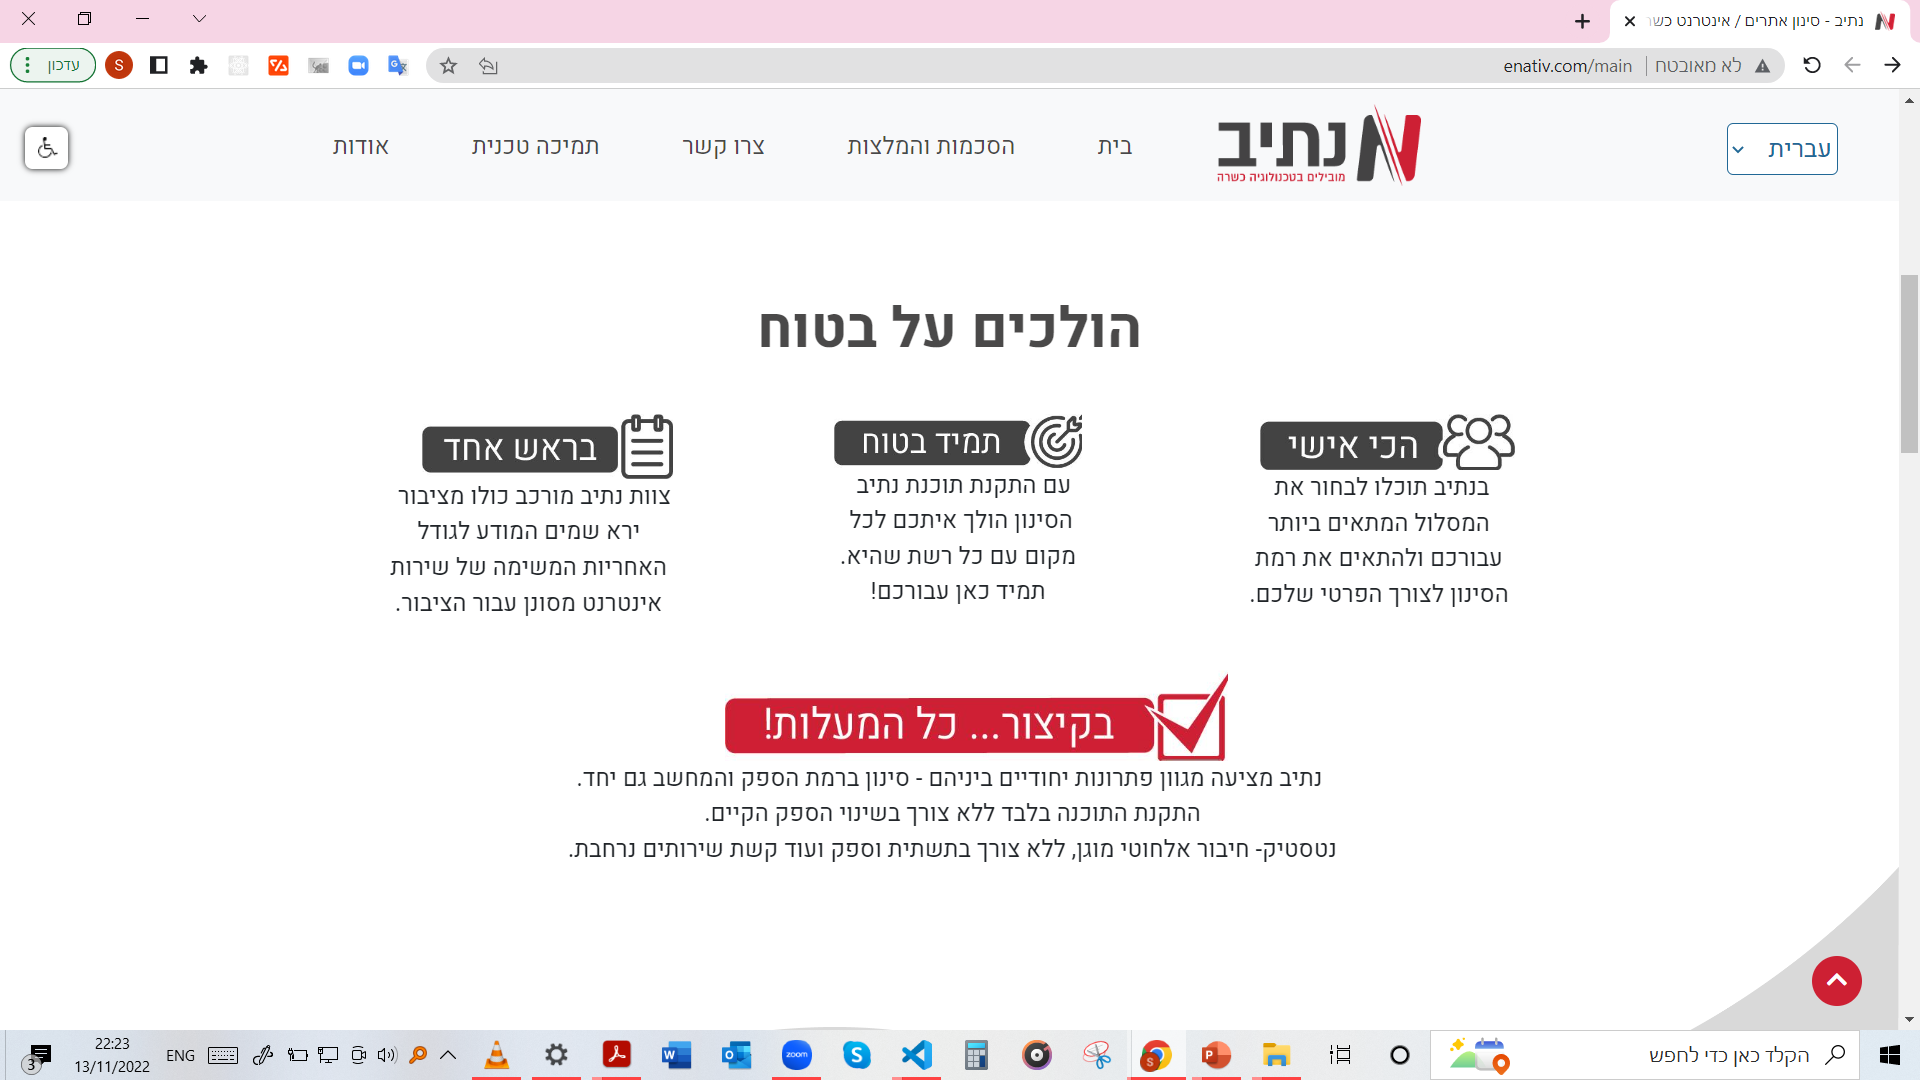 נתיב - סינון אתרים / אינטרנט כשר
עדכון
S
לא מאובטח
enativ.com/main
עברית
נתיב
מובילים בטכנולוגיה כשרה
בית
הסכמות והמלצות
צרו קשר
תמיכה טכנית
אודות
הולכים על בטוח
הכי אישי
בנתיב תוכלו לבחור את
המסלול המתאים ביותר
עבורכם ולהתאים את רמת
הסינון לצורך הפרטי שלכם.
תמיד בטוח
עם התקנת תוכנת נתיב
הסינון הולך איתכם לכל
מקום עם כל רשת שהיא.
תמיד כאן עבורכם!
בראש אחד
צוות נתיב מורכב כולו מציבור
ירא שמים המודע לגודל
האחריות המשימה של שירות
אינטרנט מסונן עבור הציבור.
בקיצור... כל המעלות!
נתיב מציעה מגוון פתרונות יחודיים ביניהם - סינון ברמת הספק והמחשב גם יחד.
התקנת התוכנה בלבד ללא צורך בשינוי הספק הקיים.
נטסטיק- חיבור אלחוטי מוגן, ללא צורך בתשתית וספק ועוד קשת שירותים נרחבת.
הקלד כאן כדי לחפש
zoom
ENG
22:23
13/11/2022
3